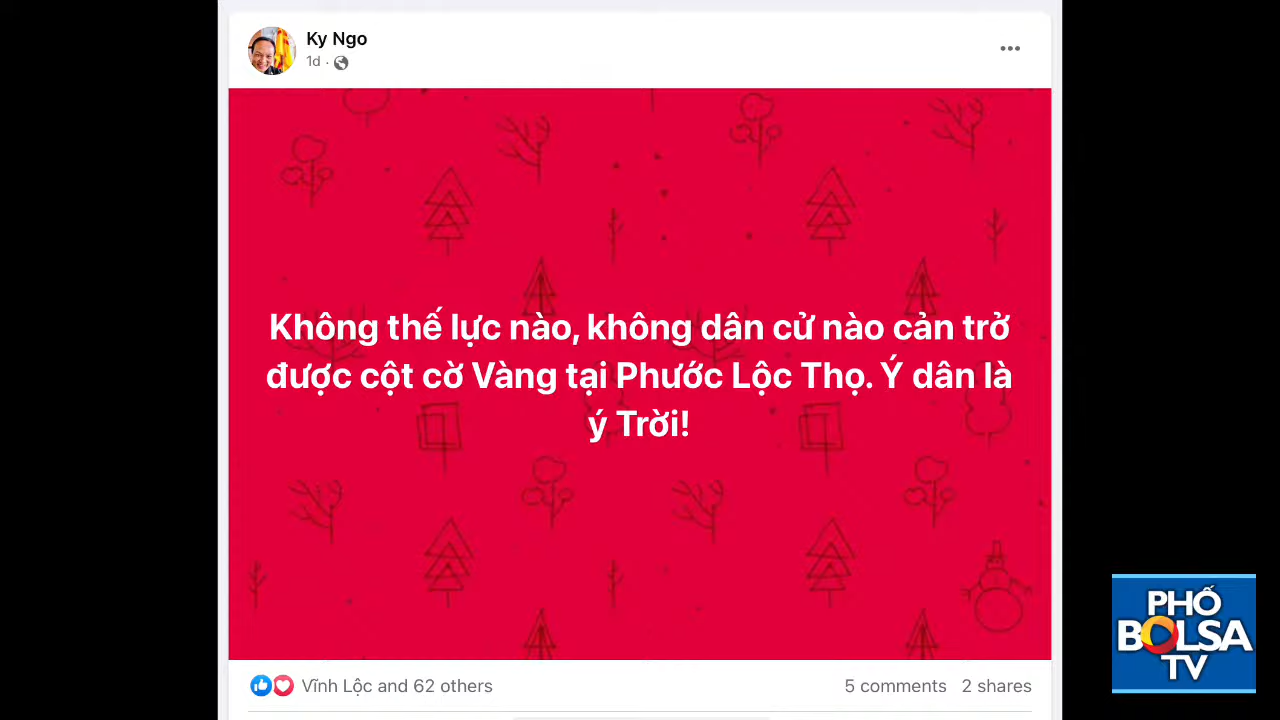 Ky Ngo
1d ·
Không thế lực nào, không dân cử nào cản trở
được cột cờ Vàng tại Phước Lộc Thọ. Ý dân là
ý Trời!
Vĩnh Lộc and 62 others
5 comments 2 shares
PHỐ
BOLSA
TV